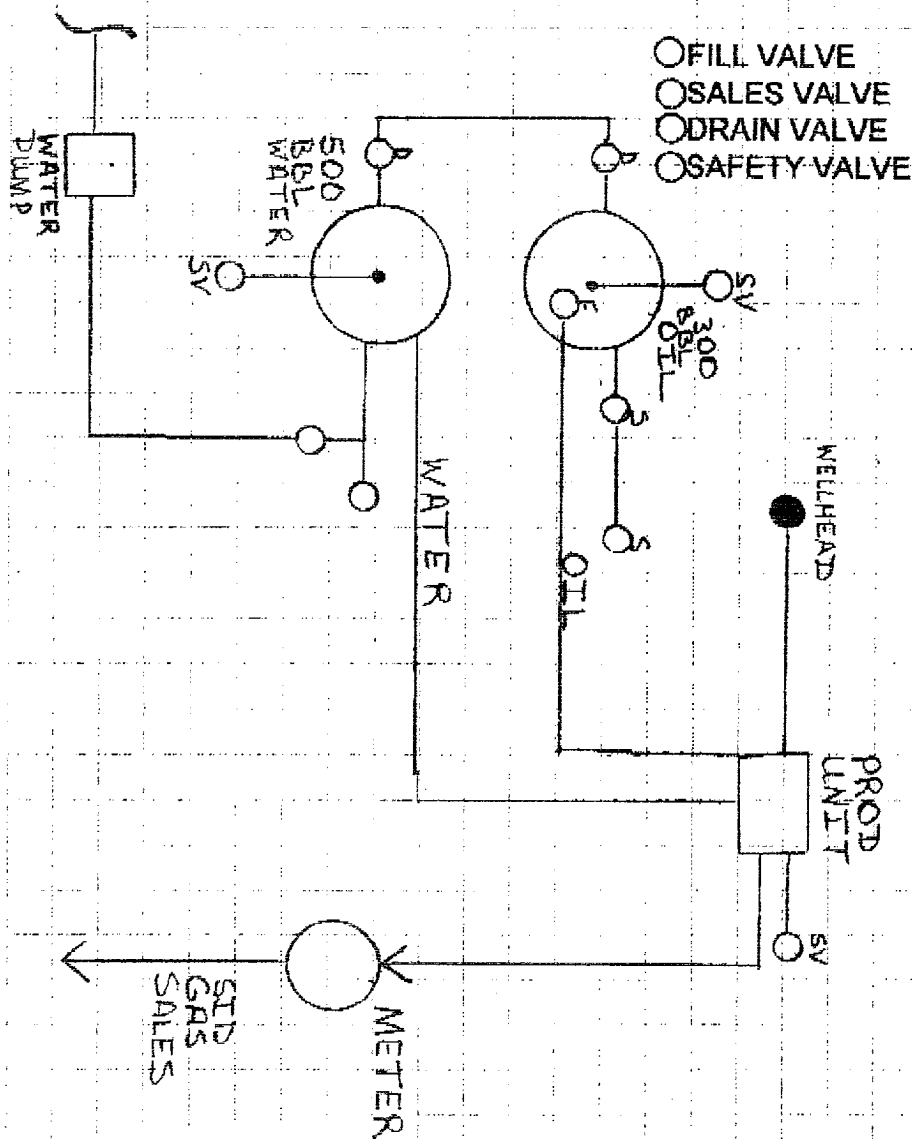 FILL VALVE
SALES VALVE
DRAIN VALVE
SAFETY VALVE
WATER
PUMP
500
BBL
WATER
D
D
SV
SV
F
300
BBL
OIL
S
S
WATER
OIL
WELLHEAD
PROD
UNIT
SV
METER
GAS
SALES